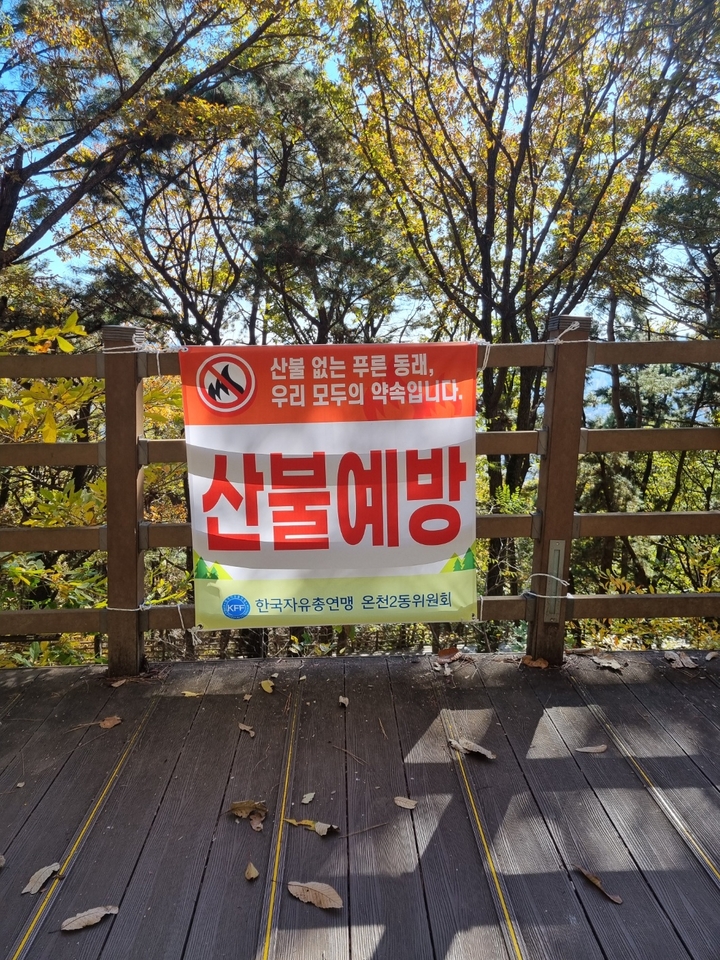 산불 없는 푸른 동래,
우리 모두의 약속입니다.
산불예방
KFF 한국자유총연맹 온천2동위원회